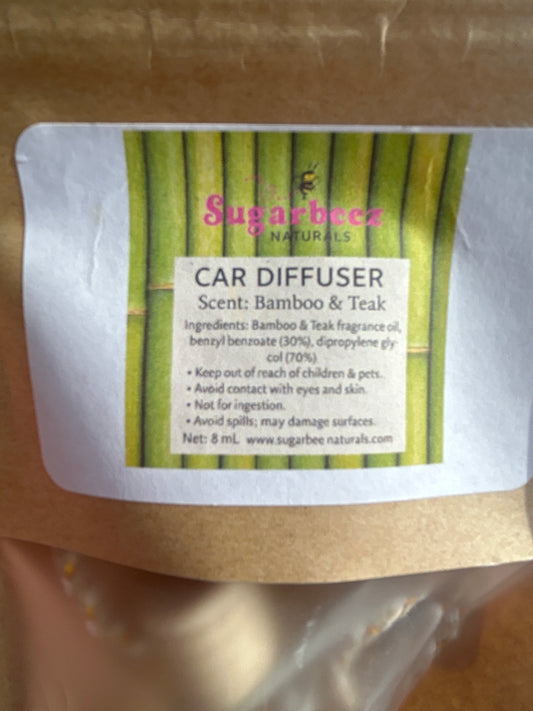 Sugarbeez
NATURALS
CAR DIFFUSER
Scent: Bamboo & Teak
Ingredients: Bamboo & Teak fragrance oil,
benzyl benzoate (30%), dipropylene gly
col (70%)
• Keep out of reach of children & pets.
• Avoid contact with eyes and skin.
• Not for ingestion.
• Avoid spills; may damage surfaces.
Net: 8 mL www.sugarbee naturals.com